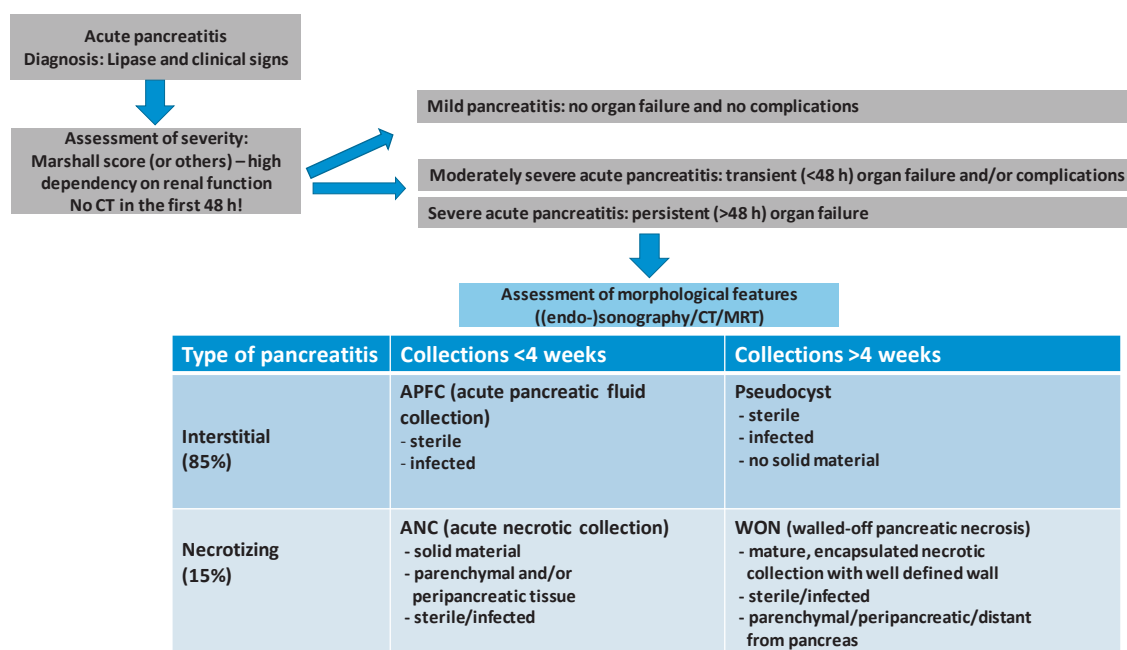 Acute pancreatitis
Diagnosis: Lipase and clinical signs
Assessment of severity:
Marshall score (or others) – high
dependency on renal function
No CT in the first 48 h!
Mild pancreatitis: no organ failure and no complications
Moderately severe acute pancreatitis: transient (<48 h) organ failure and/or complications
Severe acute pancreatitis: persistent (>48 h) organ failure
Assessment of morphological features
((endo-)sonography/CT/MRT)
Type of pancreatitis
Collections <4 weeks
Collections >4 weeks
Interstitial
(85%)
APFC (acute pancreatic fluid
collection)
- sterile
- infected
Pseudocyst
- sterile
- infected
- no solid material
Necrotizing
(15%)
ANC (acute necrotic collection)
- solid material
- parenchymal and/or
peripancreatic tissue
- sterile/infected
WON (walled-off pancreatic necrosis)
- mature, encapsulated necrotic
collection with well defined wall
- sterile/infected
- parenchymal/peripancreatic/distant
from pancreas